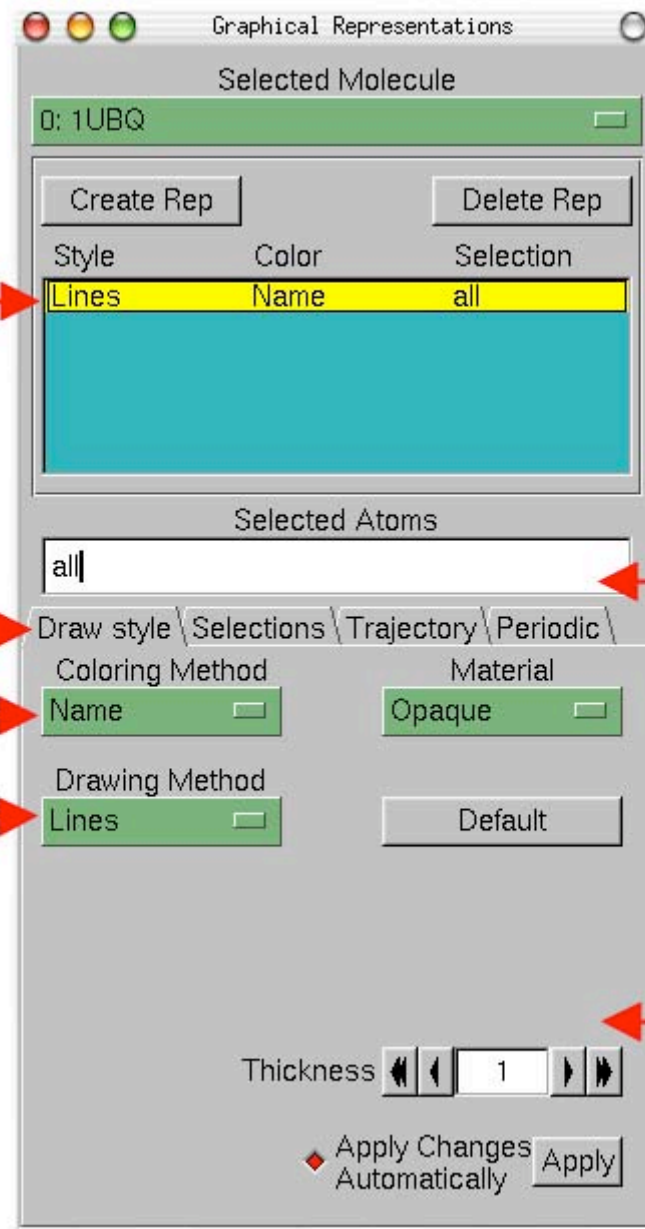 Graphical Representations
Selected Molecule
0: 1UBQ
Create Rep Delete Rep
Style Color Selection
Lines Name all
Selected Atoms
all
Draw style Selections Trajectory Periodic
Coloring Method Material
Name Opaque
Drawing Method
Lines Default
Thickness 1
Apply Changes
Automatically Apply